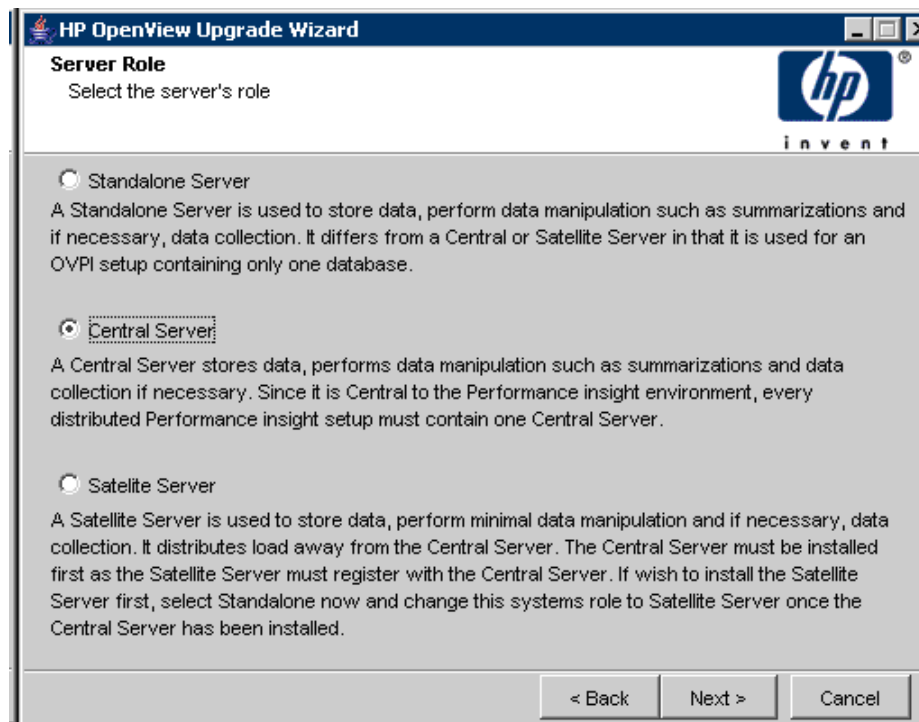 HP OpenView Upgrade Wizard
Server Role
Select the server's role
hp
®
invent
Standalone Server
A Standalone Server is used to store data, perform data manipulation such as summarizations and
if necessary, data collection. It differs from a Central or Satellite Server in that it is used for an
OVPI setup containing only one database.
Central Server
A Central Server stores data, performs data manipulation such as summarizations and data
collection if necessary. Since it is Central to the Performance insight environment, every
distributed Performance insight setup must contain one Central Server.
Satelite Server
A Satellite Server is used to store data, perform minimal data manipulation and if necessary, data
collection. It distributes load away from the Central Server. The Central Server must be installed
first as the Satellite Server must register with the Central Server. If wish to install the Satellite
Server first, select Standalone now and change this systems role to Satellite Server once the
Central Server has been installed.
< Back Next > Cancel